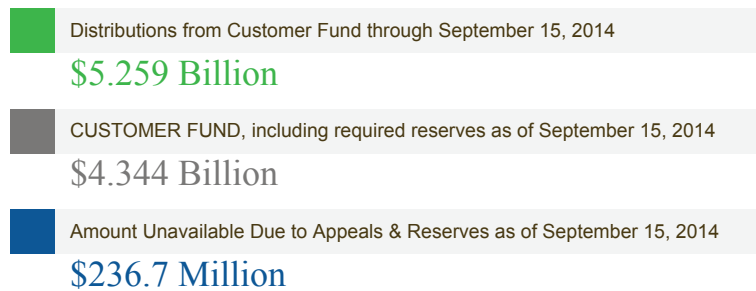 Distributions from Customer Fund through September 15, 2014
$5.259 Billion
CUSTOMER FUND, including required reserves as of September 15, 2014
$4.344 Billion
Amount Unavailable Due to Appeals & Reserves as of September 15, 2014
$236.7 Million